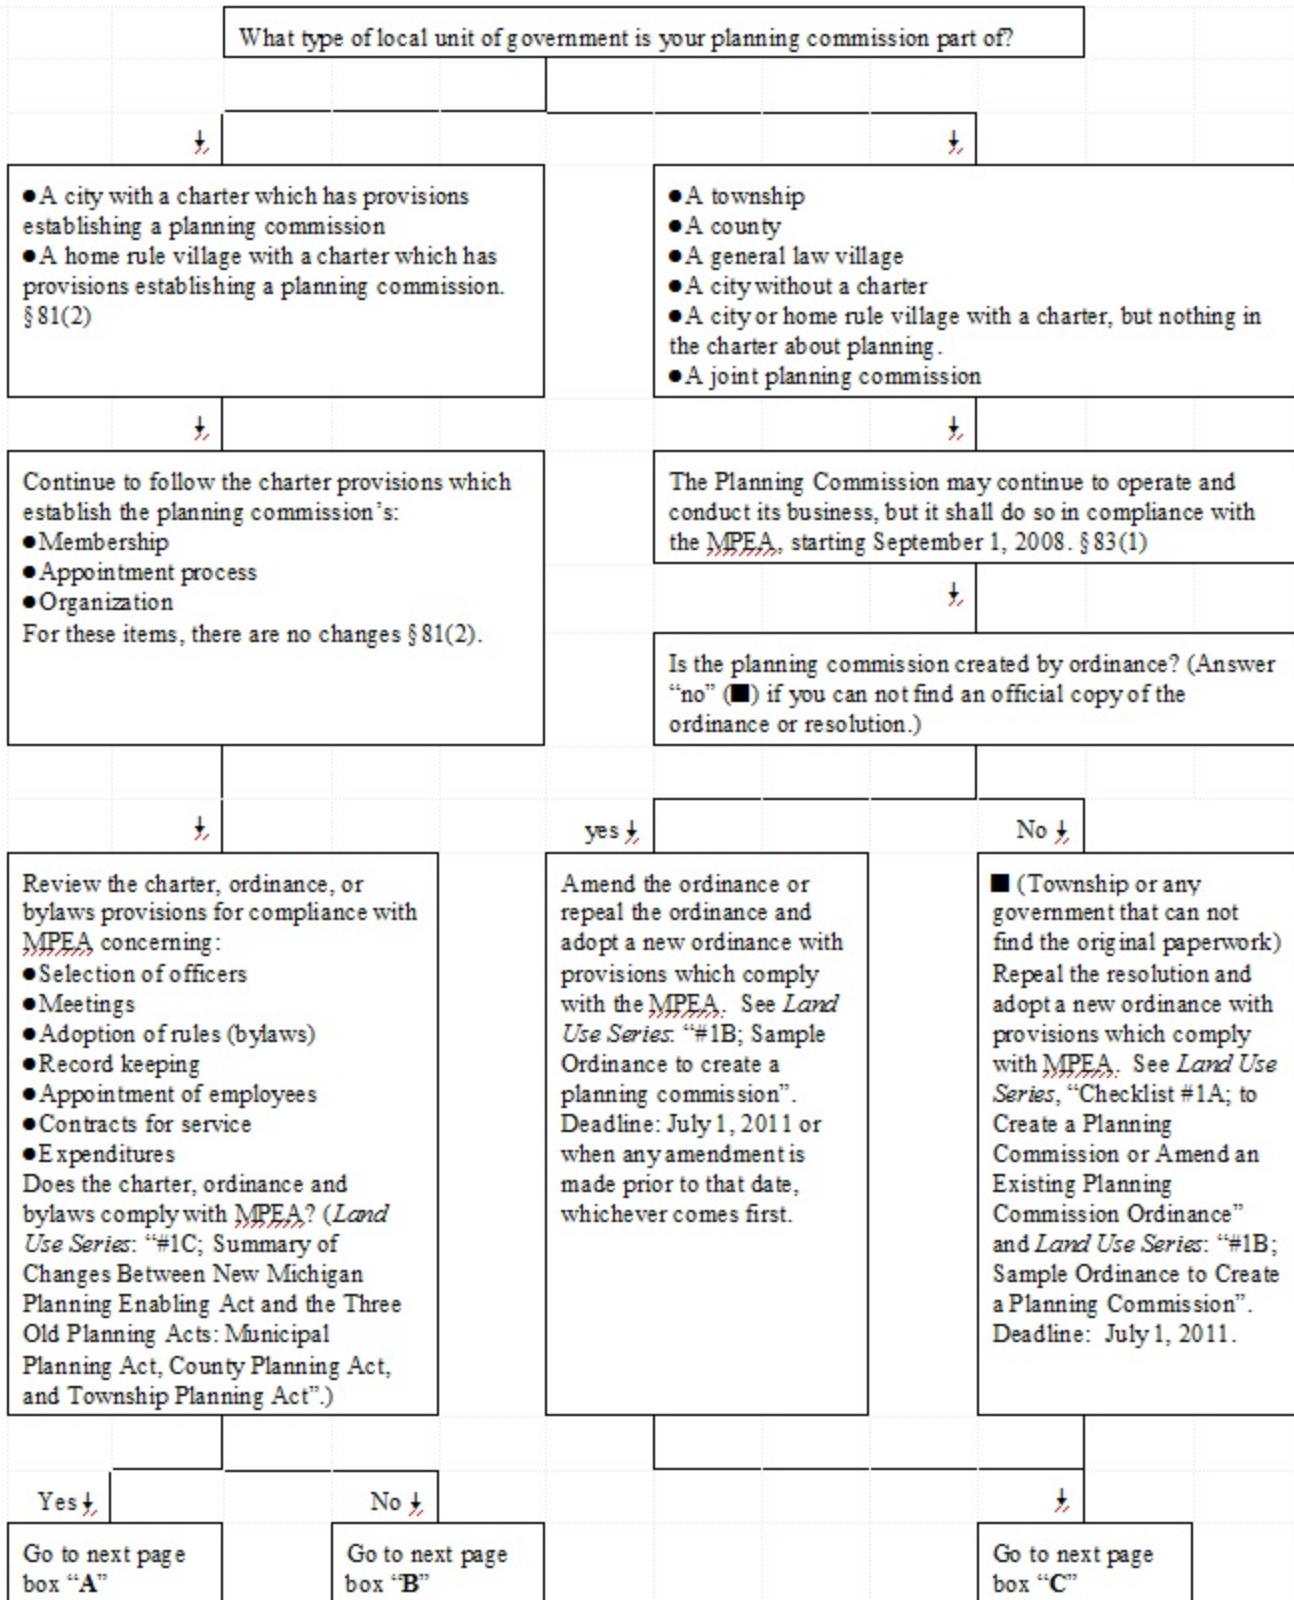 What type of local unit of government is your planning commission part of?
↓
↓
●A city with a charter which has provisions
establishing a planning commission
●A home rule village with a charter which has
provisions establishing a planning commission.
§81(2)
●A township
●A county
●A general law village
●A city without a charter
●A city or home rule village with a charter, but nothing in
the charter about planning.
●A joint planning commission
↓
↓
Continue to follow the charter provisions which
establish the planning commission’s:
●Membership
●Appointment process
●Organization
For these items, there are no changes §81(2).
The Planning Commission may continue to operate and
conduct its business, but it shall do so in compliance with
the MPEA, starting September 1, 2008. §83(1)
↓
Is the planning commission created by ordinance? (Answer
“no” (■) if you can not find an official copy of the
ordinance or resolution.)
↓
yes ↓
No ↓
Review the charter, ordinance, or
bylaws provisions for compliance with
MPEA concerning:
●Selection of officers
●Meetings
●Adoption of rules (bylaws)
●Record keeping
●Appointment of employees
●Contracts for service
●Expenditures
Does the charter, ordinance and
bylaws comply with MPEA? (Land
Use Series: “#1C; Summary of
Changes Between New Michigan
Planning Enabling Act and the Three
Old Planning Acts: Municipal
Planning Act, County Planning Act,
and Township Planning Act”.)
Amend the ordinance or
repeal the ordinance and
adopt a new ordinance with
provisions which comply
with the MPEA. See Land
Use Series: “#1B; Sample
Ordinance to create a
planning commission”.
Deadline: July 1, 2011 or
when any amendment is
made prior to that date,
whichever comes first.
■ (Township or any
government that can not
find the original paperwork)
Repeal the resolution and
adopt a new ordinance with
provisions which comply
with MPEA. See Land Use
Series, “Checklist #1A; to
Create a Planning
Commission or Amend an
Existing Planning
Commission Ordinance”
and Land Use Series: “#1B;
Sample Ordinance to Create
a Planning Commission”.
Deadline: July 1, 2011.
Yes ↓
No ↓
↓
Go to next page
box “A”
Go to next page
box “B”
Go to next page
box “C”